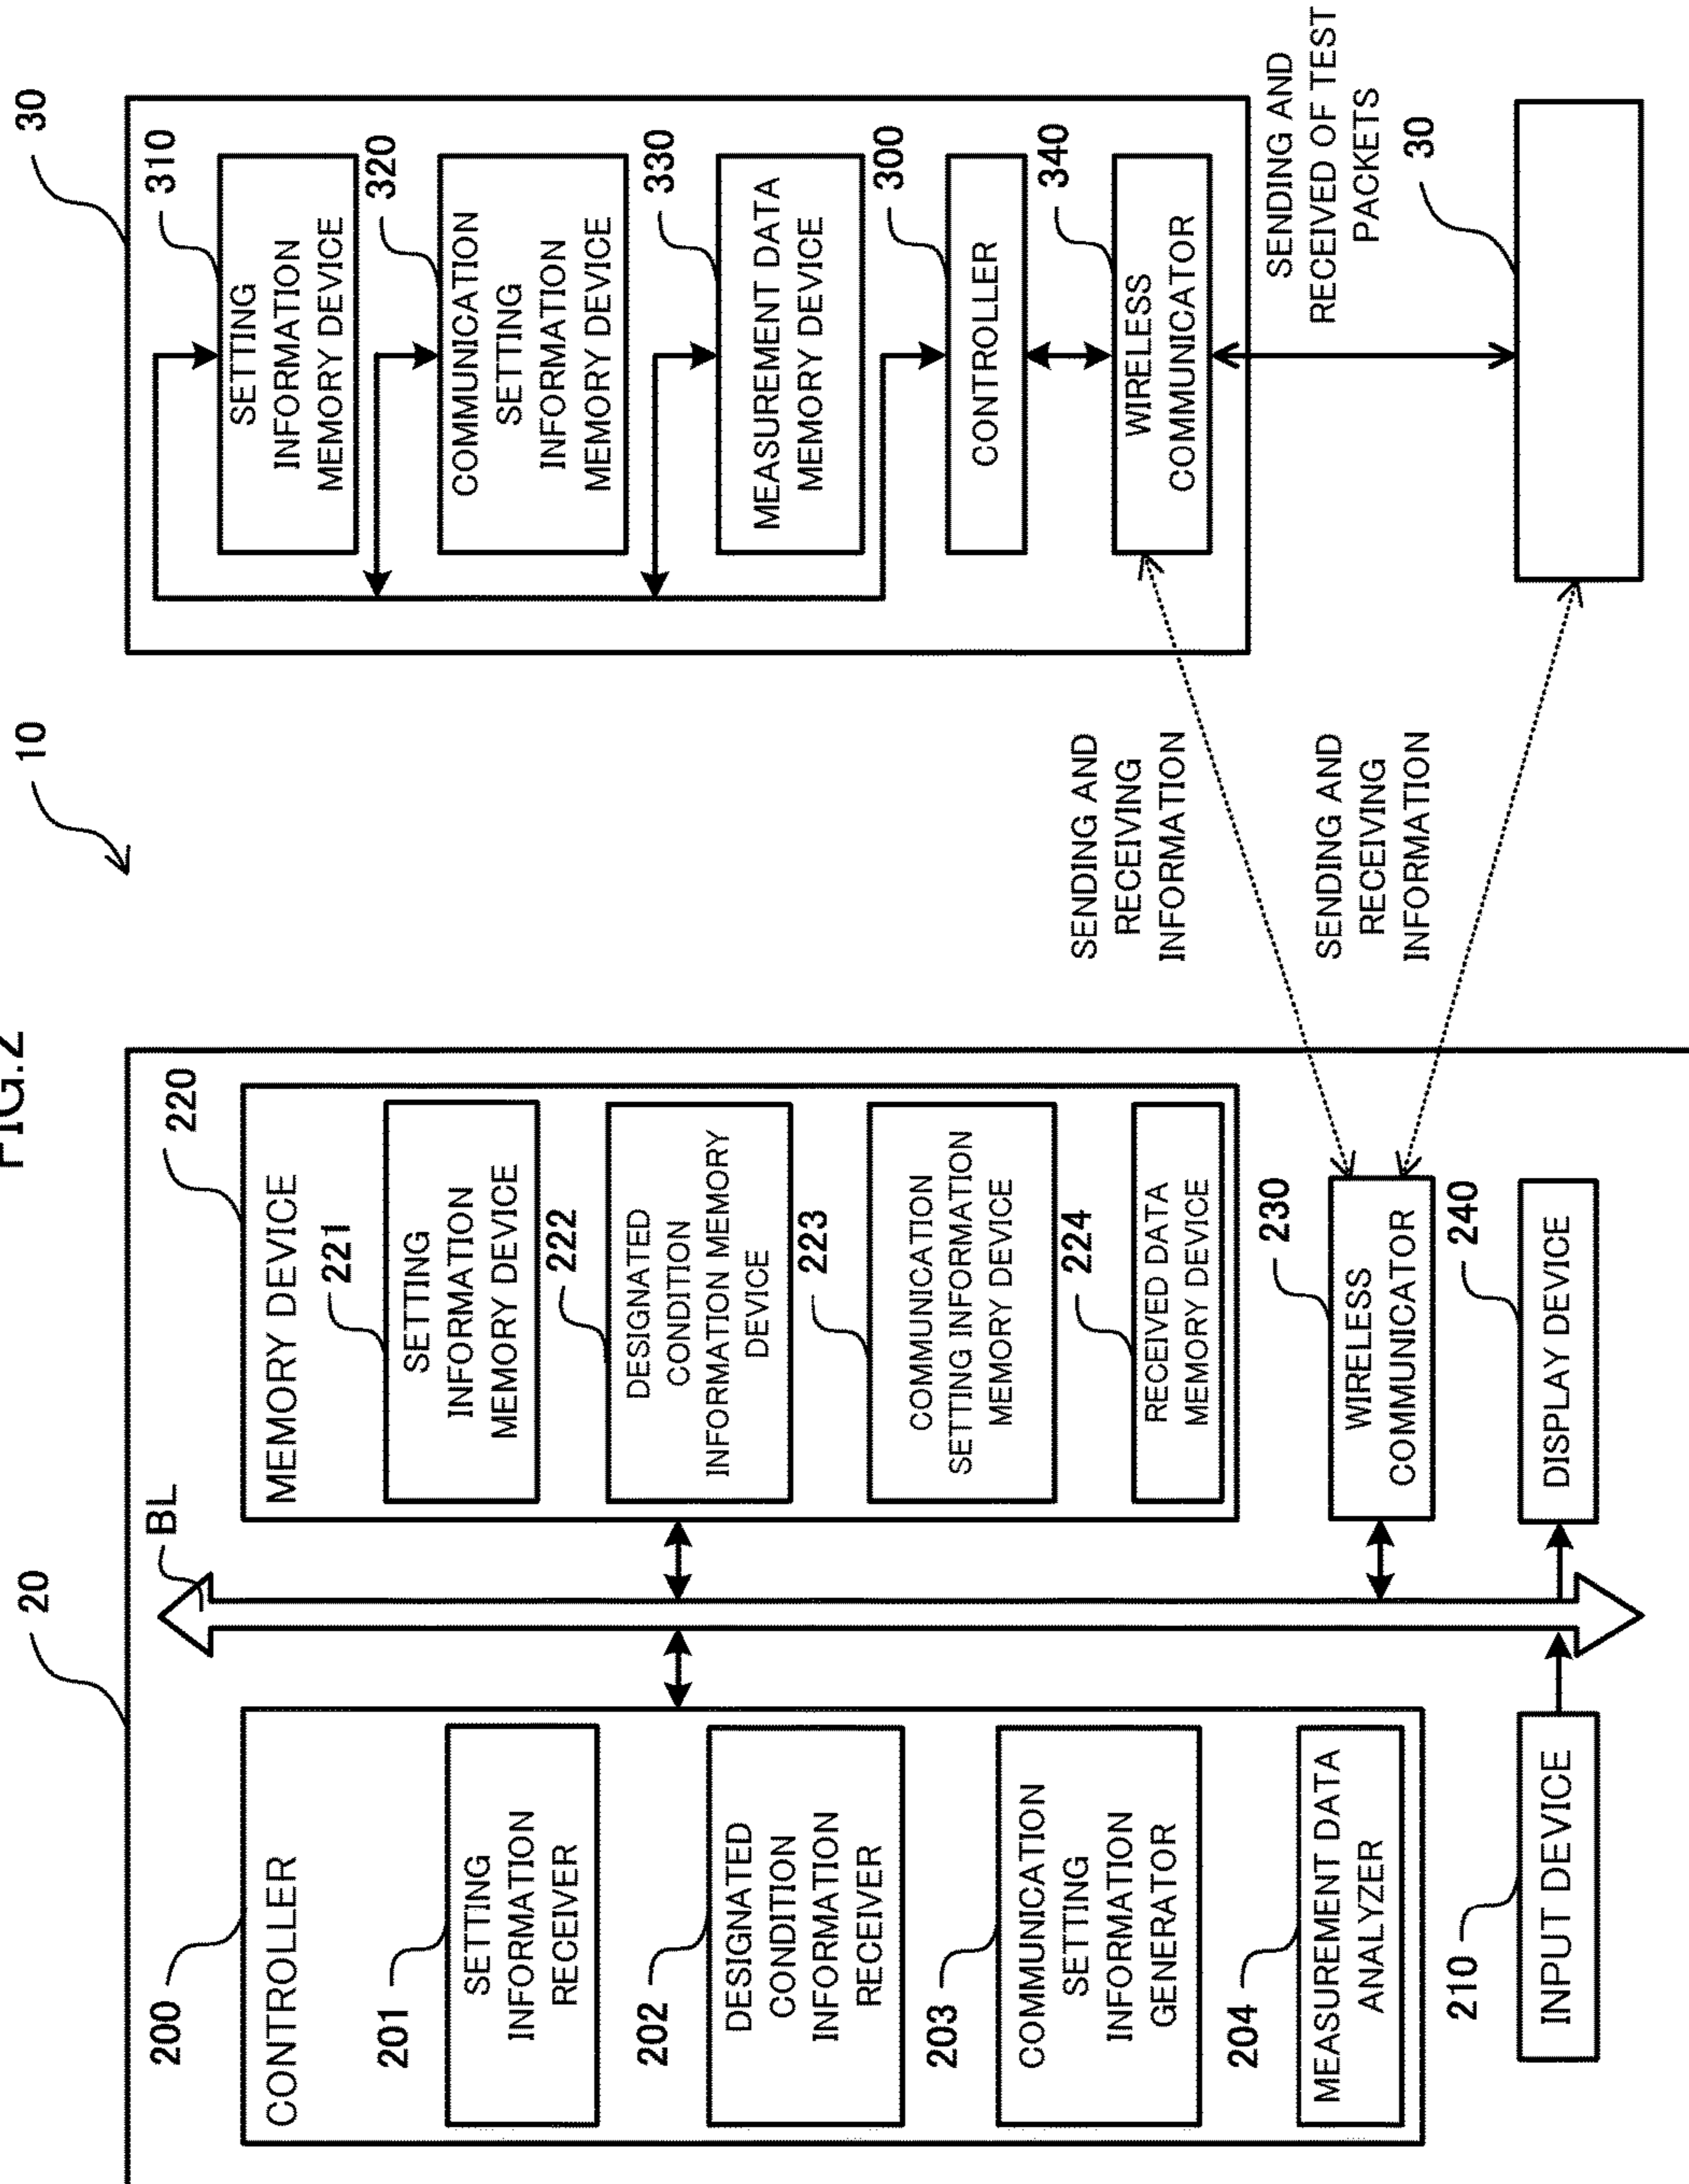 FIG.2
10
20
200
CONTROLLER
201
SETTING
INFORMATION
RECEIVER
202
DESIGNATED
CONDITION
INFORMATION
RECEIVER
203
COMMUNICATION
SETTING
INFORMATION
GENERATOR
204
MEASUREMENT DATA
ANALYZER
210
INPUT DEVICE
BL
220
MEMORY DEVICE
221
SETTING
INFORMATION
MEMORY DEVICE
222
DESIGNATED
CONDITION
INFORMATION MEMORY
DEVICE
223
COMMUNICATION
SETTING INFORMATION
MEMORY DEVICE
224
RECEIVED DATA
MEMORY DEVICE
230
WIRELESS
COMMUNICATOR
240
DISPLAY DEVICE
SENDING AND
RECEIVING
INFORMATION
SENDING AND
RECEIVING
INFORMATION
30
310
SETTING
INFORMATION
MEMORY DEVICE
320
COMMUNICATION
SETTING
INFORMATION
MEMORY DEVICE
330
MEASUREMENT DATA
MEMORY DEVICE
300
CONTROLLER
340
WIRELESS
COMMUNICATOR
SENDING AND
RECEIVED OF TEST
PACKETS
30